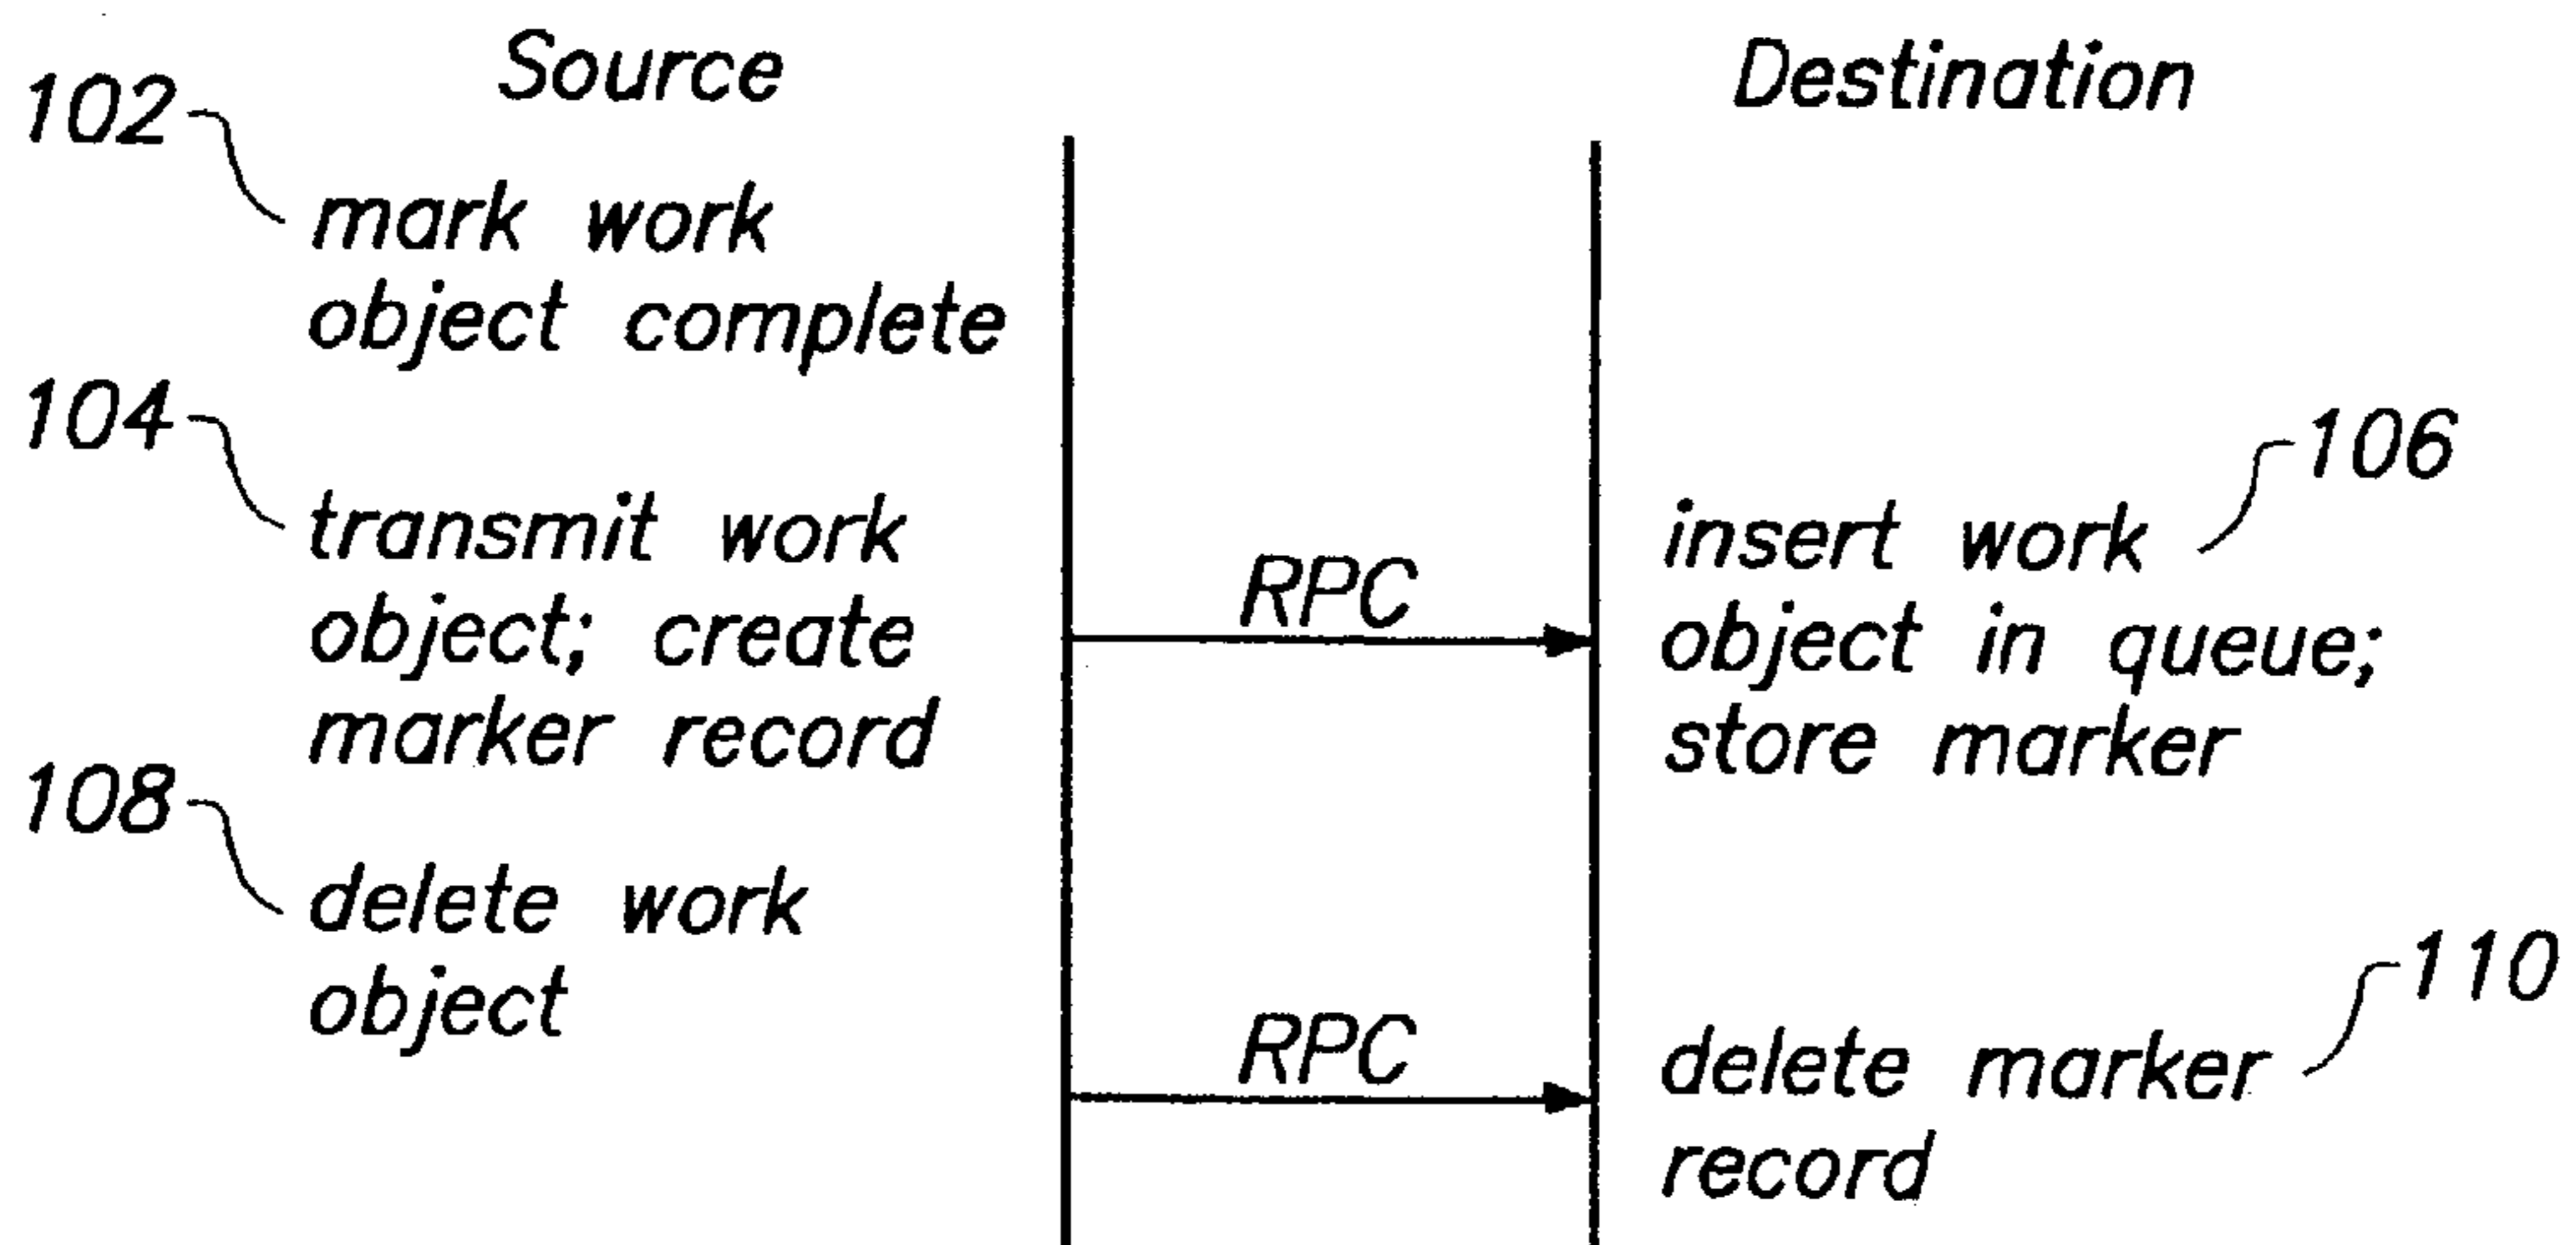 Source
Destination
102
mark work
object complete
104
transmit work
object; create
marker record
RPC
106
insert work
object in queue;
store marker
108
delete work
object
RPC
110
delete marker
record